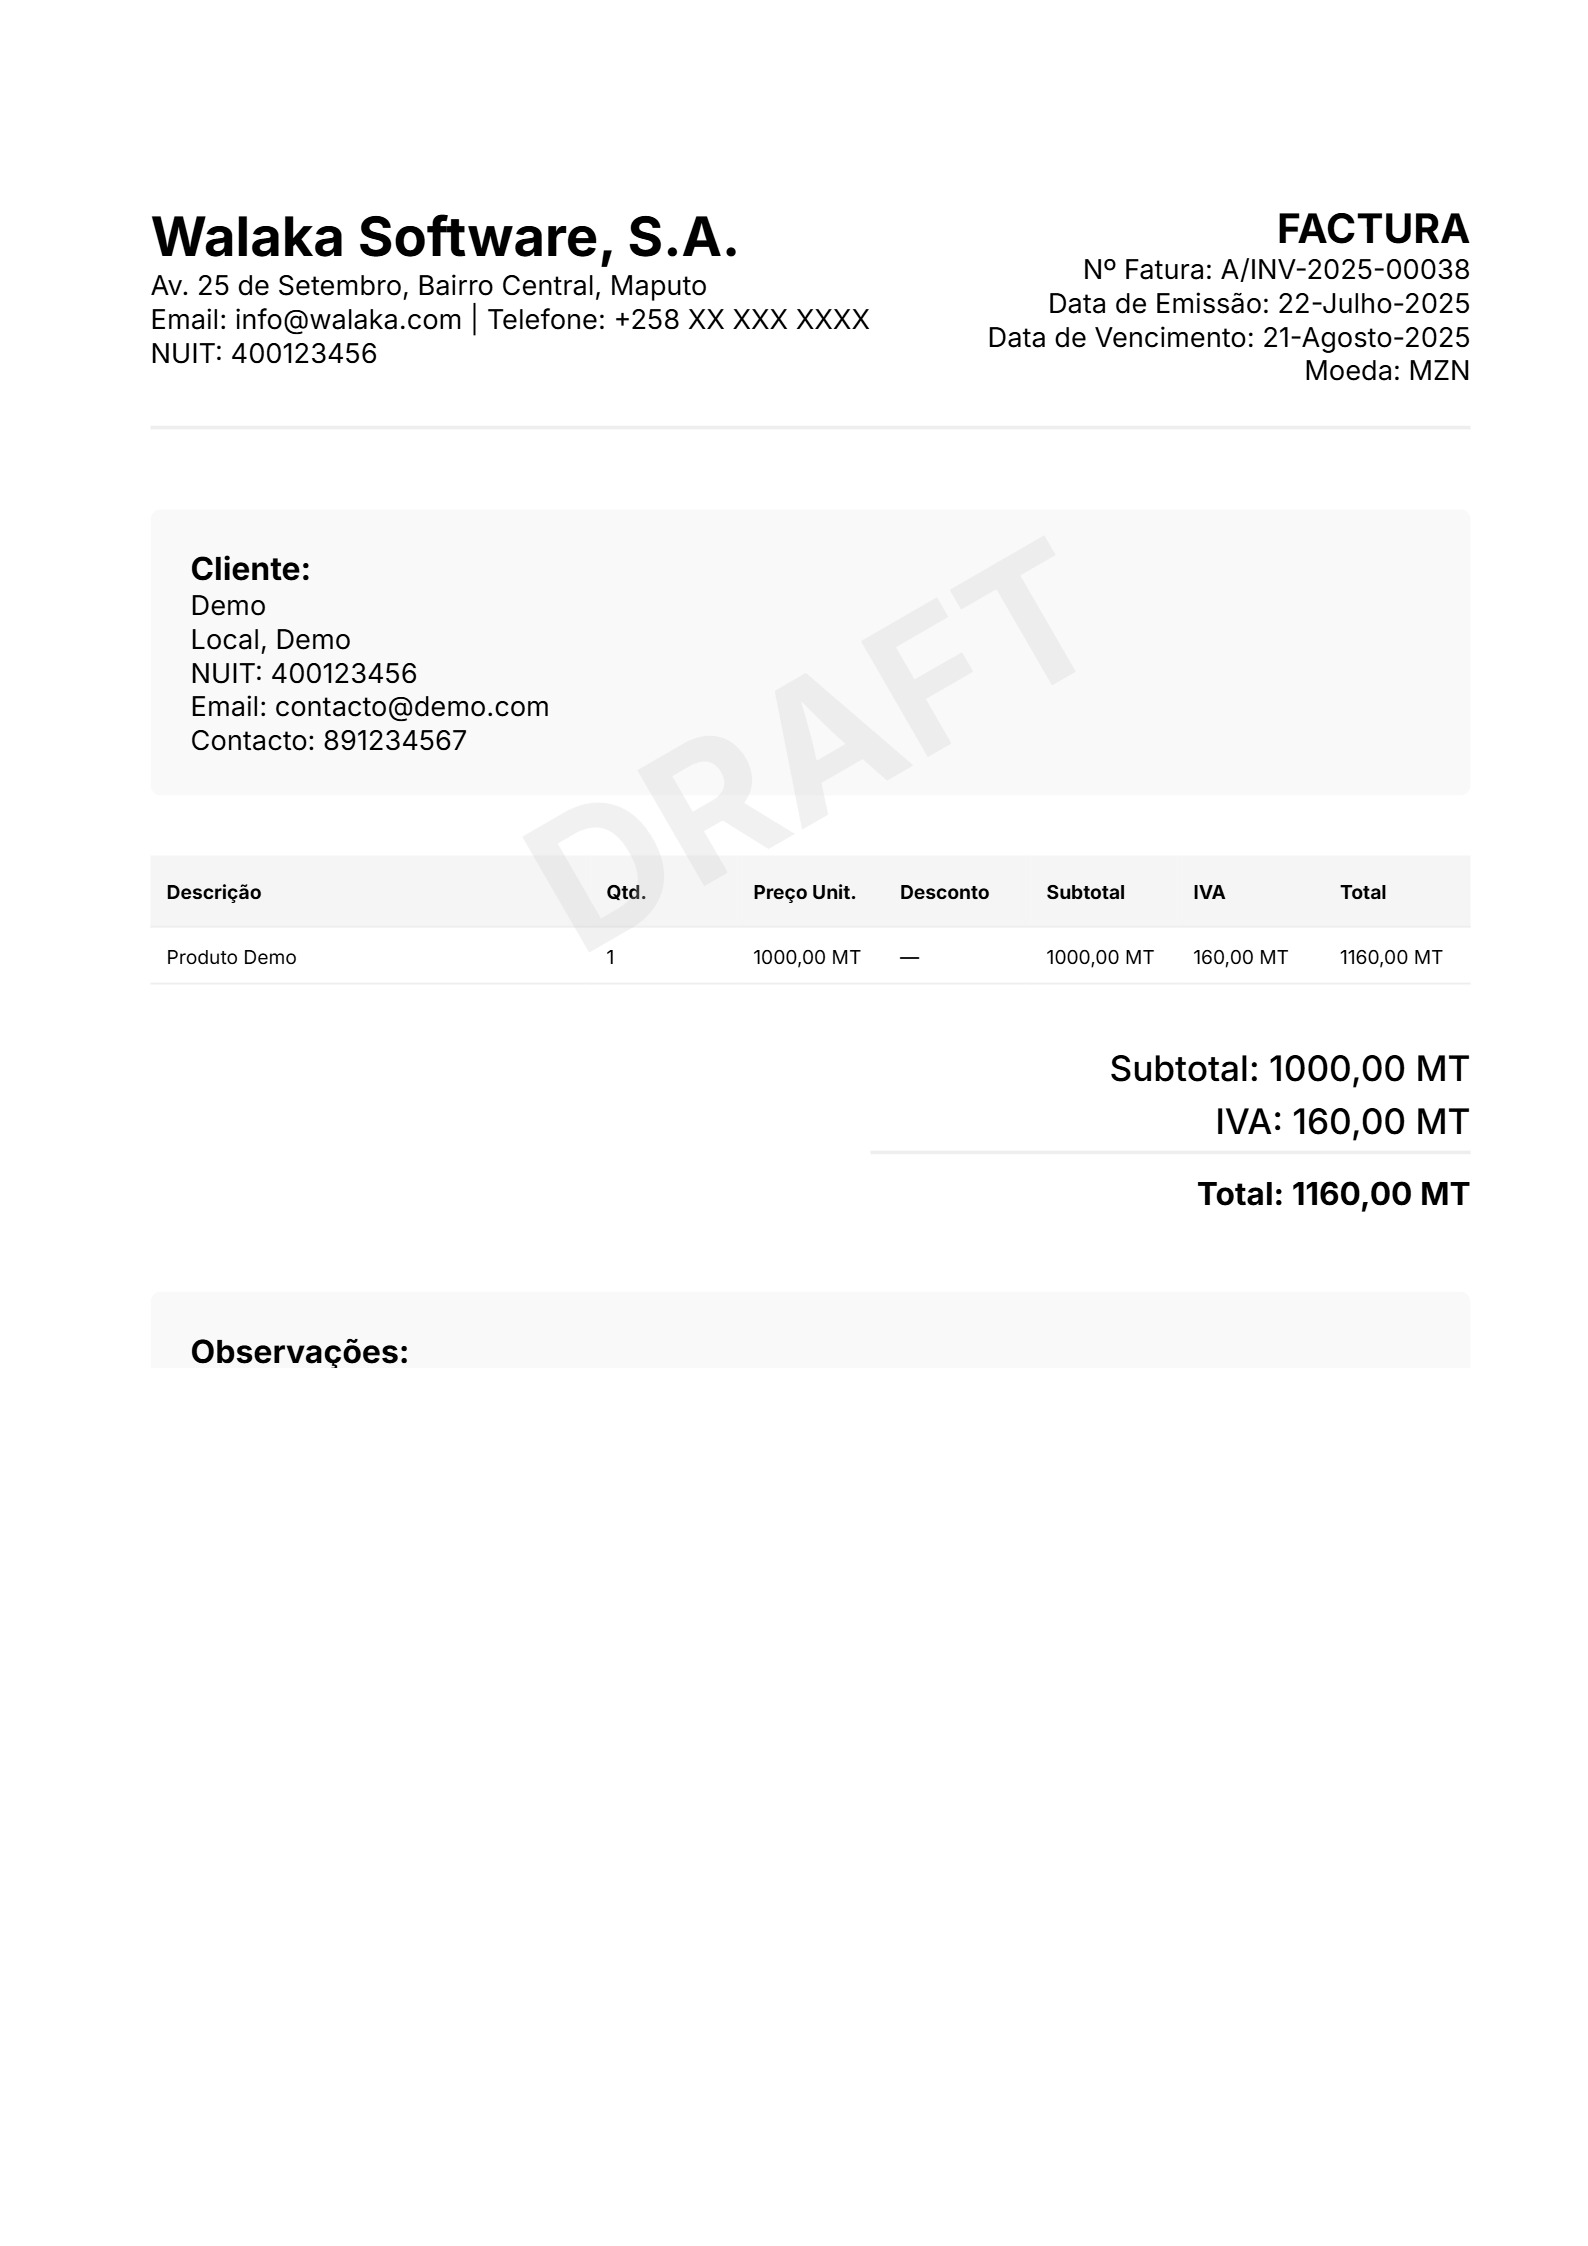 Walaka Software, S.A.
Av. 25 de Setembro, Bairro Central, Maputo
Email: info@walaka.com | Telefone: +258 XX XXX XXXX
NUIT: 400123456
FACTURA
Nº Fatura: A/INV-2025-00038
Data de Emissão: 22-Julho-2025
Data de Vencimento: 21-Agosto-2025
Moeda: MZN
Cliente:
Demo
Local, Demo
NUIT: 400123456
Email: contacto@demo.com
Contacto: 891234567
DRAFT
Descrição Qtd. Preço Unit. Desconto Subtotal IVA Total
Produto Demo 1 1000,00 MT — 1000,00 MT 160,00 MT 1160,00 MT
Subtotal: 1000,00 MT
IVA: 160,00 MT
Total: 1160,00 MT
Observações: